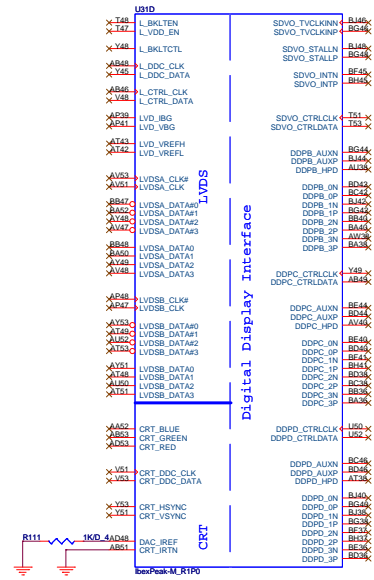 U31D
T48 L_BKLTEN SDVO_TVCLKINN BJ46
T47 L_VDD_EN SDVO_TVCLKINP BG46
Y48 L_BKLTCTL SDVO_STALLN BJ48
SDVO_STALLP BG48
AB48 L_DDC_CLK
Y45 L_DDC_DATA SDVO_INTN BF45
SDVO_INTP BH45
AB46 L_CTRL_CLK
V48 L_CTRL_DATA
AP39 LVD_IBG SDVO_CTRLCLK T51
AP41 LVD_VBG SDVO_CTRLDATA T53
AT43 LVD_VREFH
AT42 LVD_VREFL DDPB_AUXN BG44
DDPB_AUXP BJ44
DDPB_HPD AU38
AV53 LVDSA_CLK#
AV51 LVDSA_CLK DDPB_0N BD42
DDPB_0P BC42
BB47 LVDSA_DATA#0 DDPB_1N BJ42
BA52 LVDSA_DATA#1 DDPB_1P BG42
AY48 LVDSA_DATA#2 DDPB_2N BB40
AV47 LVDSA_DATA#3 DDPB_2P BA40
DDPB_3N AW38
BB48 LVDSA_DATA0 DDPB_3P BA38
BA50 LVDSA_DATA1
AY49 LVDSA_DATA2
AV48 LVDSA_DATA3 DDPC_CTRLCLK Y49
DDPC_CTRLDATA AB49
LVDS
Digital Display Interface
AP48 LVDSB_CLK#
AP47 LVDSB_CLK DDPC_AUXN BE44
DDPC_AUXP BD44
AY53 LVDSB_DATA#0 DDPC_HPD AV40
AT49 LVDSB_DATA#1
AU52 LVDSB_DATA#2 DDPC_0N BE40
AT53 LVDSB_DATA#3 DDPC_0P BD40
DDPC_1N BF41
AY51 LVDSB_DATA0 DDPC_1P BH41
AT48 LVDSB_DATA1 DDPC_2N BD38
AU50 LVDSB_DATA2 DDPC_2P BC38
AT51 LVDSB_DATA3 DDPC_3N BB36
DDPC_3P BA36
AA52 CRT_BLUE DDPD_CTRLCLK U50
AB53 CRT_GREEN DDPD_CTRLDATA U52
AD53 CRT_RED
DDPD_AUXN BC46
V51 CRT_DDC_CLK DDPD_AUXP BD46
V53 CRT_DDC_DATA DDPD_HPD AT38
DDPD_0N BJ40
Y53 CRT_HSYNC DDPD_0P BG40
Y51 CRT_VSYNC DDPD_1N BJ38
DDPD_1P BG38
CRT
DDPD_2N BF37
R111 1K/D_4 AD48 DAC_IREF DDPD_2P BH37
AB51 CRT_IRTN DDPD_3N BE36
DDPD_3P BD36
IbexPeak-M_R1P0